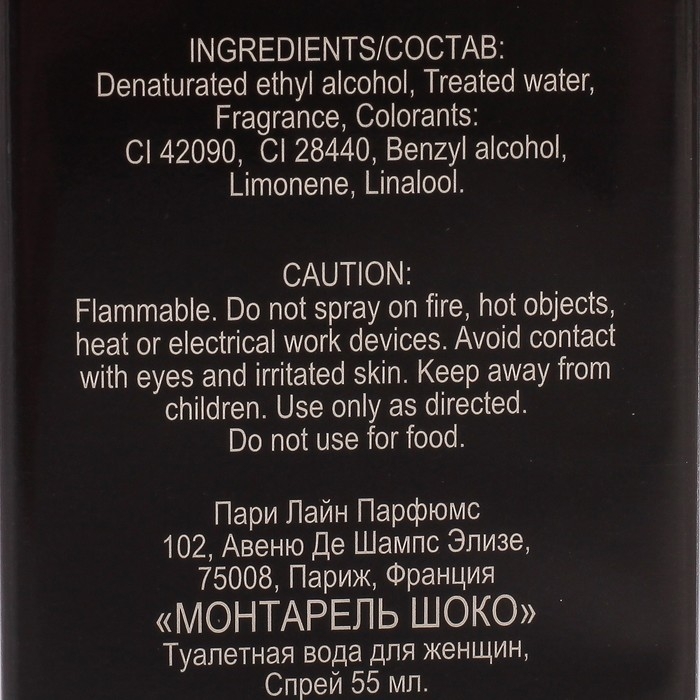 INGREDIENTS/СОСТАВ:
Denaturated ethyl alcohol, Treated water,
Fragrance, Colorants:
CI 42090, CI 28440, Benzyl alcohol,
Limonene, Linalool.
CAUTION:
Flammable. Do not spray on fire, hot objects,
heat or electrical work devices. Avoid contact
with eyes and irritated skin. Keep away from
children. Use only as directed.
Do not use for food.
Пари Лайн Парфюмс
102, Авеню Де Шампс Элизе,
75008, Париж, Франция
«МОНТАРЕЛЬ ШОКО»
Туалетная вода для женщин,
Спрей 55 мл.